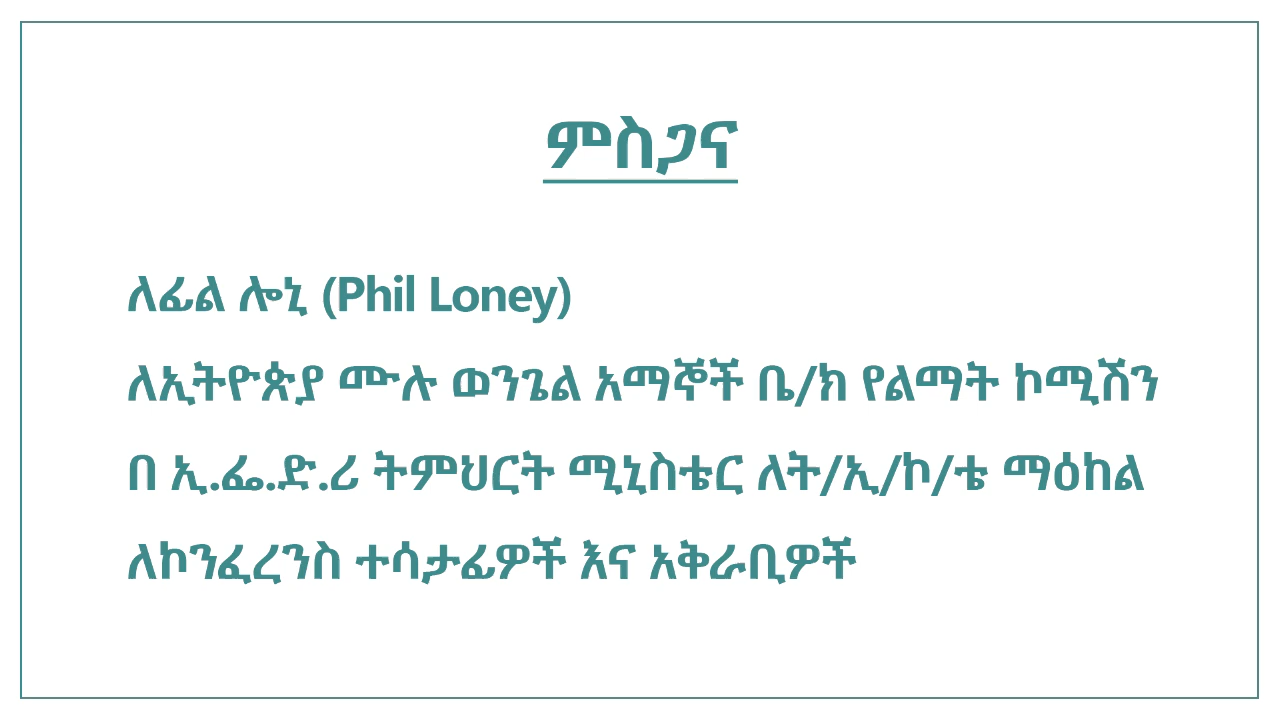 ምስጋና
ለፊል ሎኒ (Phil Loney)
ለኢትዮጵያ ሙሉ ወንጌል አማኞች ቤ/ክ የልማት ኮሚሽን
በ ኢ.ፌ.ድ.ሪ ትምህርት ሚኒስቴር ለት/ኢ/ኮ/ቴ ማዕከል
ለኮንፈረንስ ተሳታፊዎች እና አቅራቢዎች